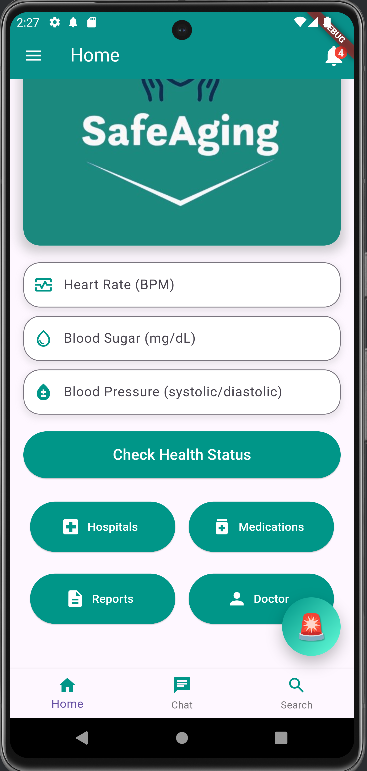 2:27
DEBUG
Home
4
SafeAging
Heart Rate (BPM)
Blood Sugar (mg/dL)
Blood Pressure (systolic/diastolic)
Check Health Status
Hospitals
Medications
Reports
Doctor
Home
Chat
Search